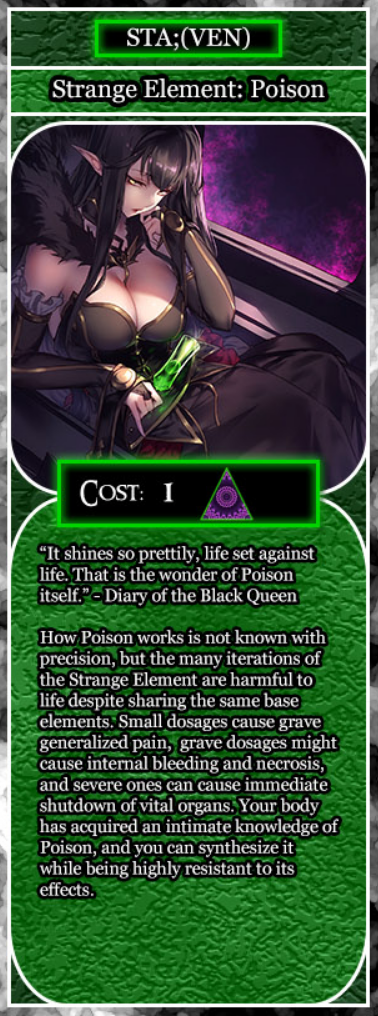 STA;(VEN)
Strange Element: Poison
Cost: 1
“It shines so prettily, life set against
life. That is the wonder of Poison
itself.” - Diary of the Black Queen
How Poison works is not known with
precision, but the many iterations of
the Strange Element are harmful to
life despite sharing the same base
elements. Small dosages cause grave
generalized pain,  grave dosages might
cause internal bleeding and necrosis,
and severe ones can cause immediate
shutdown of vital organs. Your body
has acquired an intimate knowledge of
Poison, and you can synthesize it
while being highly resistant to its
effects.